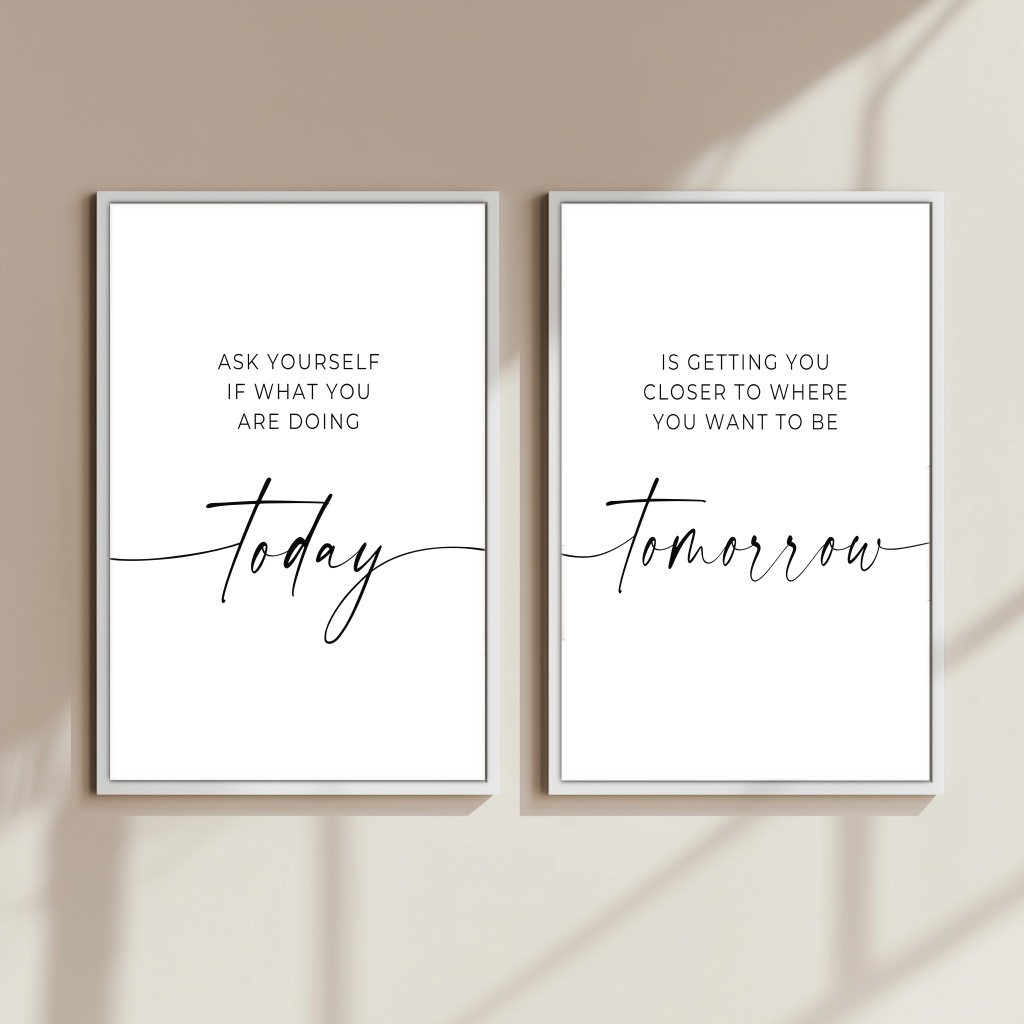 ASK YOURSELF
IF WHAT YOU
ARE DOING
today
IS GETTING YOU
CLOSER TO WHERE
YOU WANT TO BE
tomorrow